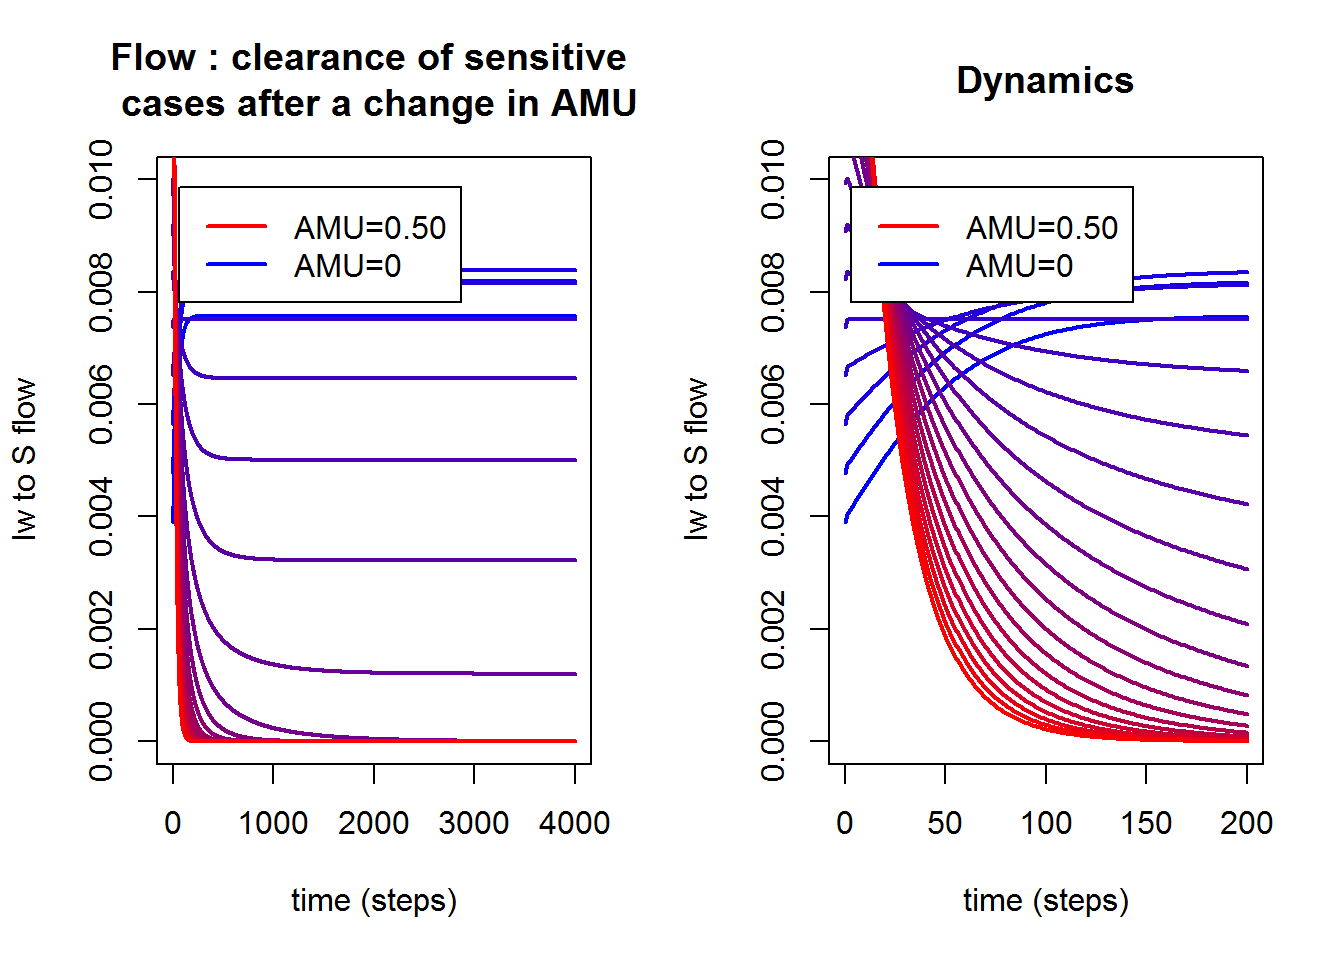 Flow : clearance of sensitive
cases after a change in AMU
Iw to S flow
0.010
0.008
0.006
0.004
0.002
0.000
AMU=0.50
AMU=0
0 1000 2000 3000 4000
time (steps)
Dynamics
Iw to S flow
0.010
0.008
0.006
0.004
0.002
0.000
AMU=0.50
AMU=0
0 50 100 150 200
time (steps)